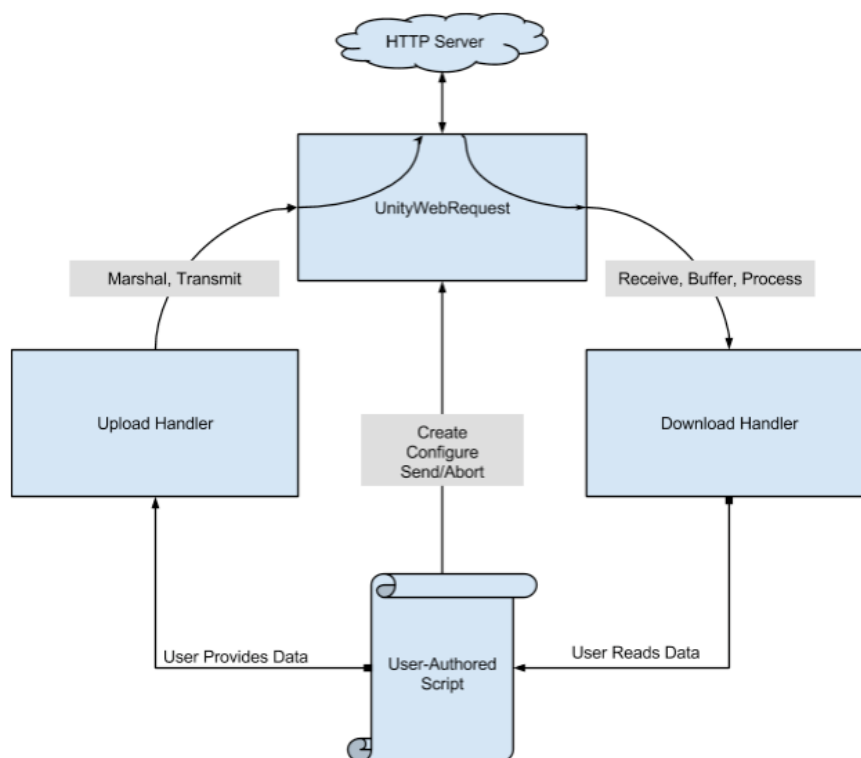 HTTP Server
UnityWebRequest
Marshal, Transmit
Receive, Buffer, Process
Upload Handler
Download Handler
Create
Configure
Send/Abort
User Provides Data
User Reads Data
User-Authored
Script